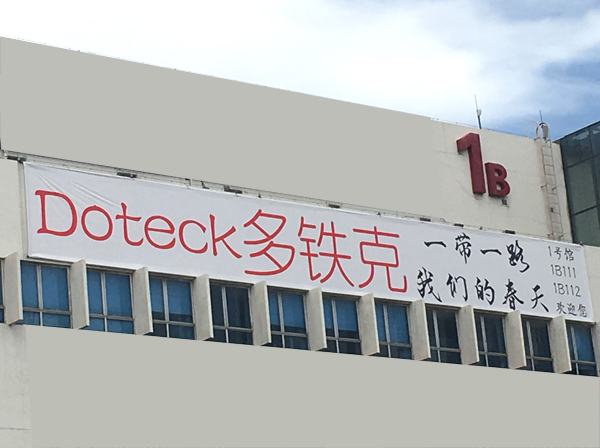 1B
Doteck多铁克
一带一路
我们的春天
1号馆
1B111
1B112
欢迎您